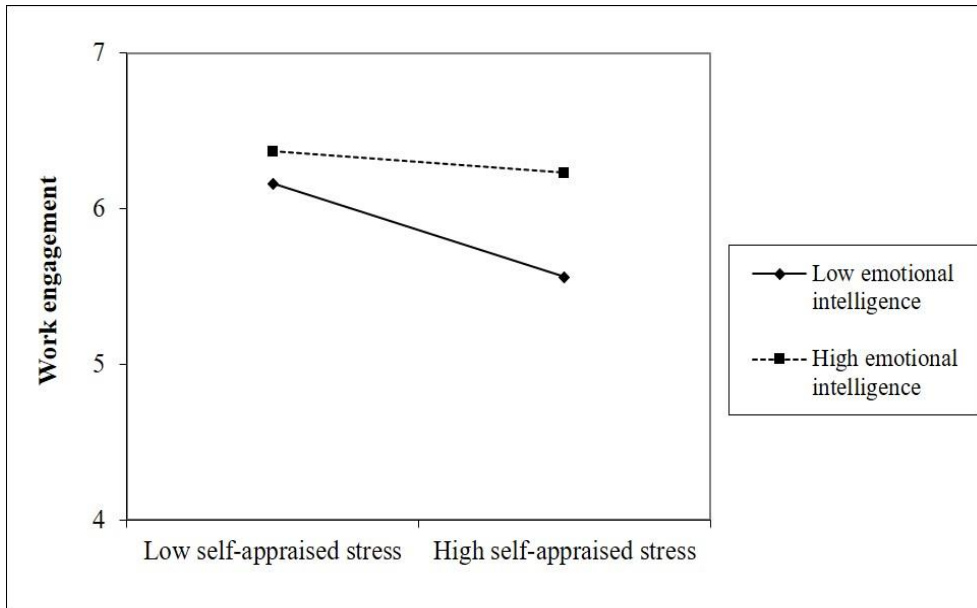 7
6
5
4
Work engagement
Low self-appraised stress
High self-appraised stress
Low emotional
intelligence
High emotional
intelligence